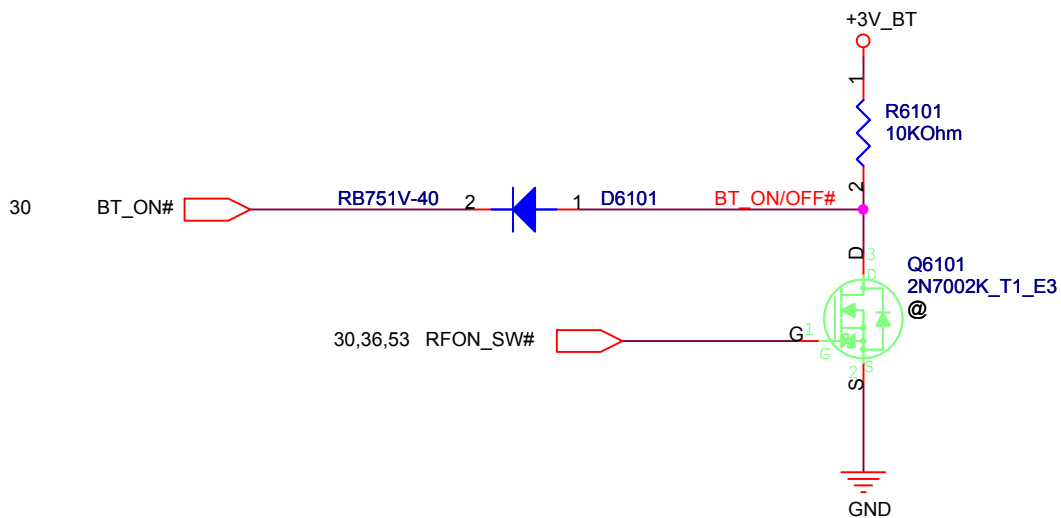 +3V_BT
1
R6101
10KOhm
2
30 BT_ON# RB751V-40 2 1 D6101 BT_ON/OFF#
D 3
D
Q6101
2N7002K_T1_E3
@
30,36,53 RFON_SW# G 1
G
2 S
S
GND